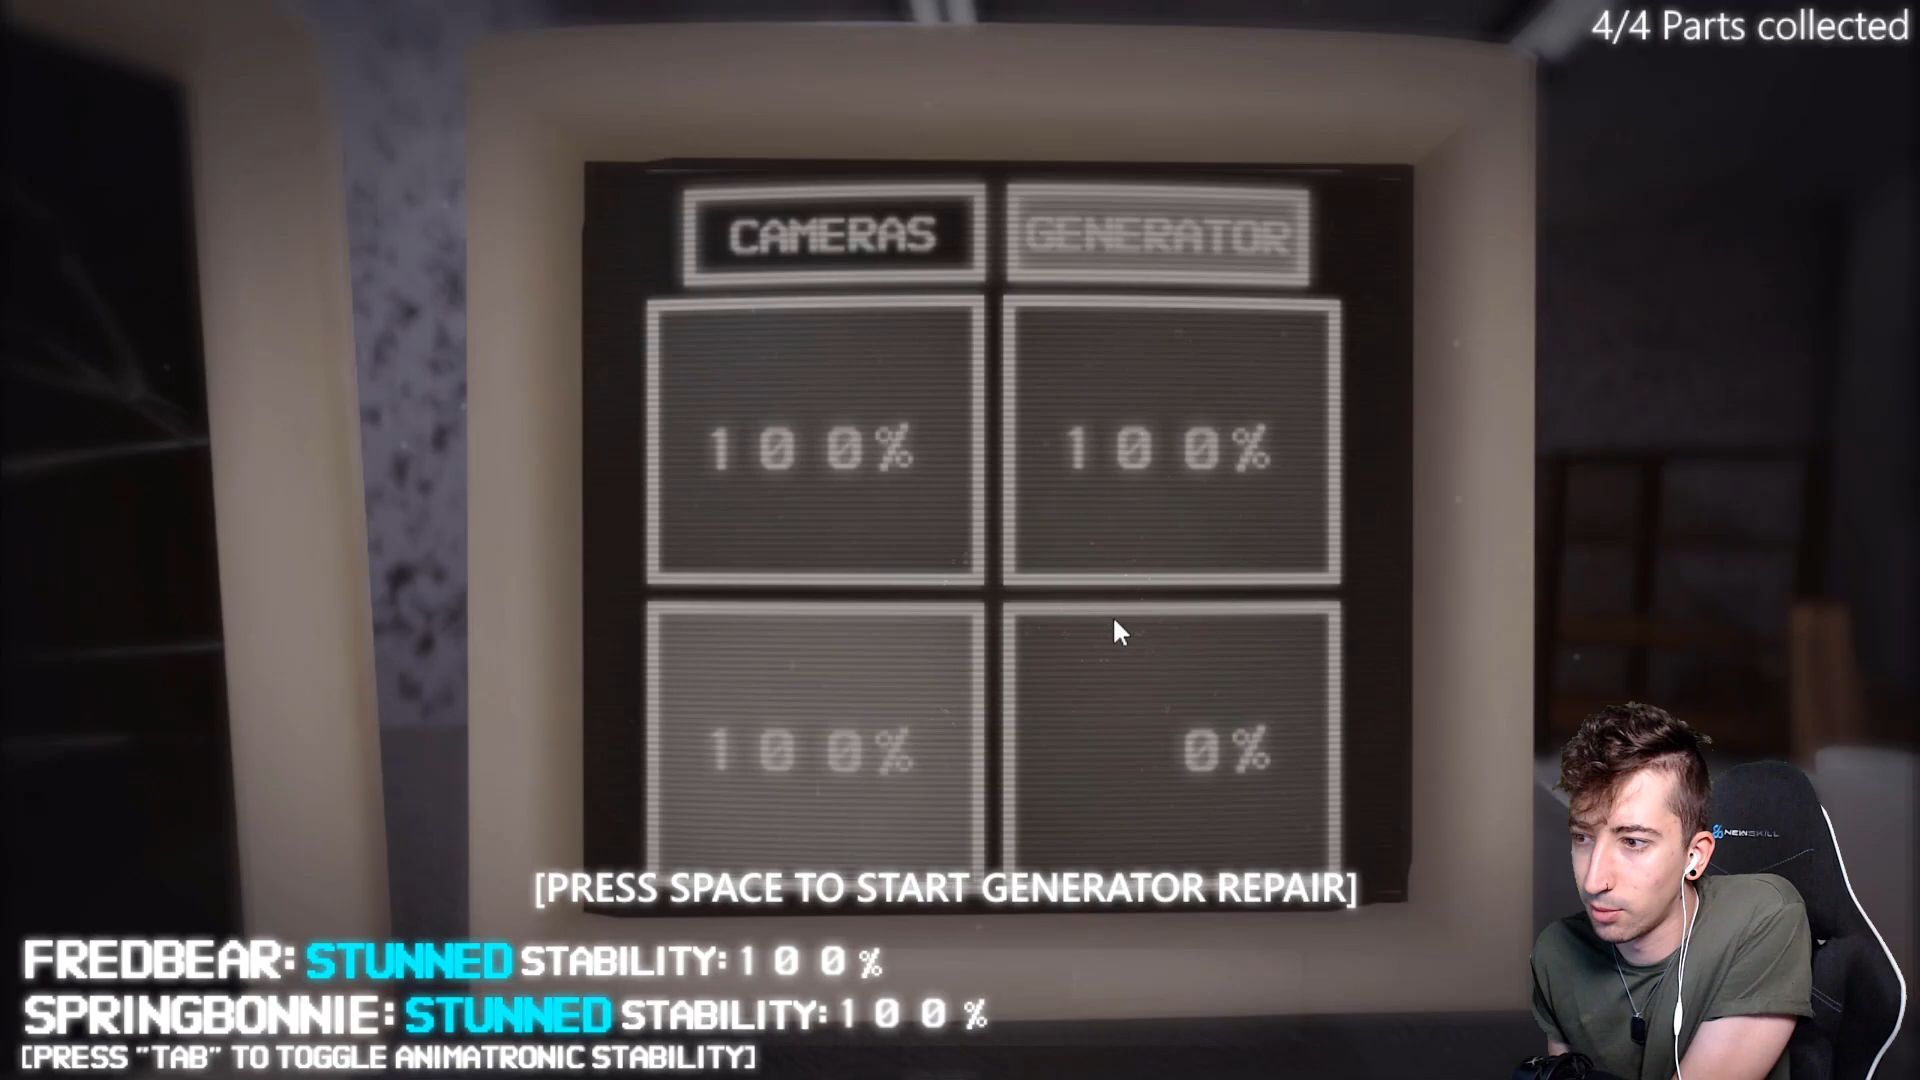 4/4 Parts collected
CAMERAS GENERATOR
100% 100%
100% 0%
[PRESS SPACE TO START GENERATOR REPAIR]
NEWSKILL
FREDBEAR: STUNNED STABILITY: 100%
SPRINGBONNIE: STUNNED STABILITY: 100%
[PRESS "TAB" TO TOGGLE ANIMATRONIC STABILITY]